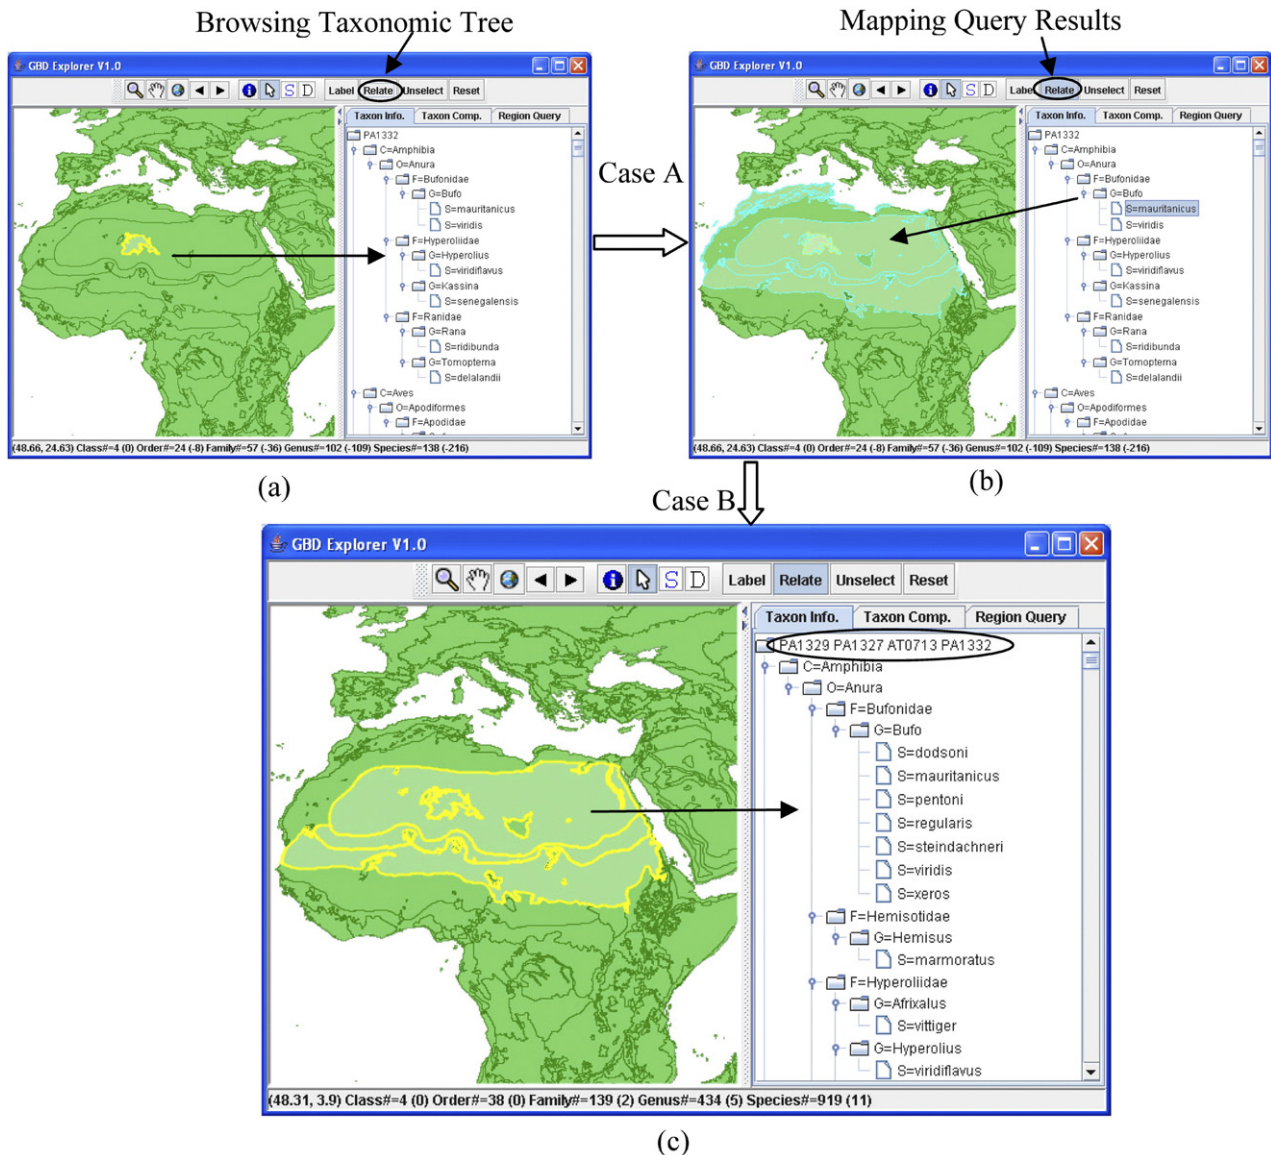 Browsing Taxonomic Tree
Mapping Query Results
GBD Explorer V1.0
S D Label Relate Unselect Reset
Taxon Info. Taxon Comp. Region Query
PA1332
C=Amphibia
O=Anura
F=Bufonidae
G=Bufo
S=mauritanicus
S=viridis
F=Hyperoliidae
G=Hyperolius
S=viridiflavus
G=Kassina
S=senegalensis
F=Ranidae
G=Rana
S=ridibunda
G=Tomopterna
S=delalandii
C=Aves
O=Apodiformes
F=Apodidae
(48.66, 24.63) Class#=4 (0) Order#=24 (-8) Family#=57 (-36) Genus#=102 (-109) Species#=138 (-216)
(a)
Case A
GBD Explorer V1.0
S D Label Relate Unselect Reset
Taxon Info. Taxon Comp. Region Query
PA1332
C=Amphibia
O=Anura
F=Bufonidae
G=Bufo
S=mauritanicus
S=viridis
F=Hyperoliidae
G=Hyperolius
S=viridiflavus
G=Kassina
S=senegalensis
F=Ranidae
G=Rana
S=ridibunda
G=Tomopterna
S=delalandii
C=Aves
O=Apodiformes
F=Apodidae
(48.66, 24.63) Class#=4 (0) Order#=24 (-8) Family#=57 (-36) Genus#=102 (-109) Species#=138 (-216)
(b)
Case B
GBD Explorer V1.0
S D Label Relate Unselect Reset
Taxon Info. Taxon Comp. Region Query
PA1329 PA1327 AT0713 PA1332
C=Amphibia
O=Anura
F=Bufonidae
G=Bufo
S=dodsoni
S=mauritanicus
S=pentoni
S=regularis
S=steindachneri
S=viridis
S=xeros
F=Hemisotidae
G=Hemisus
S=marmoratus
F=Hyperoliidae
G=Afrixalus
S=vittiger
G=Hyperolius
S=viridiflavus
(48.31, 3.9) Class#=4 (0) Order#=38 (0) Family#=139 (2) Genus#=434 (5) Species#=919 (11)
(c)